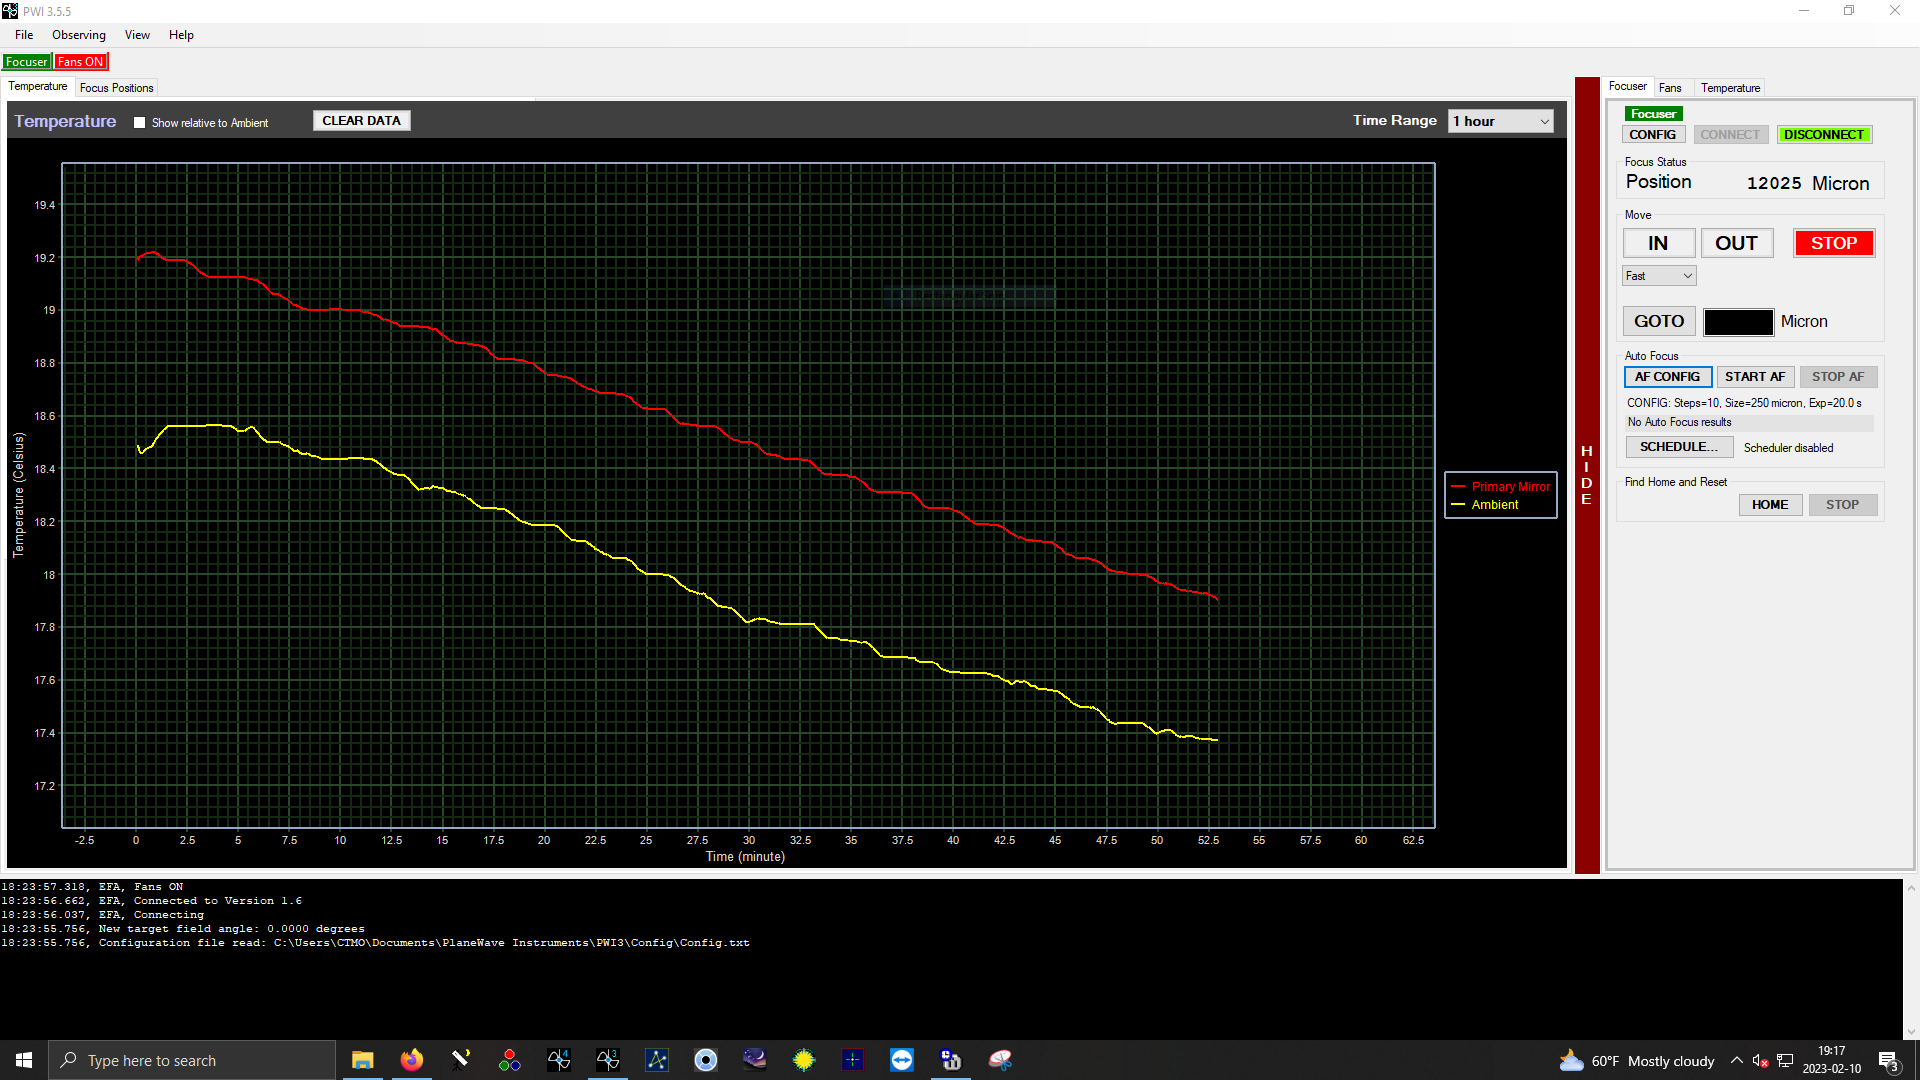 PWI 3.5.5
File Observing View Help
Focuser Fans ON
Temperature Focus Positions
Temperature Show relative to Ambient CLEAR DATA Time Range 1 hour
19.4
19.2
19
18.8
18.6
18.4
18.2
18
17.8
17.6
17.4
17.2
Temperature (Celsius)
-2.5 0 2.5 5 7.5 10 12.5 15 17.5 20 22.5 25 27.5 30 32.5 35 37.5 40 42.5 45 47.5 50 52.5 55 57.5 60 62.5
Time (minute)
Primary Mirror
Ambient
HIDE
Focuser Fans Temperature
Focuser
CONFIG CONNECT DISCONNECT
Focus Status
Position 12025 Micron
Move
IN OUT STOP
Fast
GOTO Micron
Auto Focus
AF CONFIG START AF STOP AF
CONFIG: Steps=10, Size=250 micron, Exp=20.0 s
No Auto Focus results
SCHEDULE... Scheduler disabled
Find Home and Reset
HOME STOP
18:23:57.318, EFA, Fans ON
18:23:56.662, EFA, Connected to Version 1.6
18:23:56.037, EFA, Connecting
18:23:55.756, New target field angle: 0.0000 degrees
18:23:55.756, Configuration file read: C:\Users\CTMO\Documents\PlaneWave Instruments\PWI3\Config\Config.txt
Type here to search
4
3
60°F Mostly cloudy
19:17
2023-02-10
3